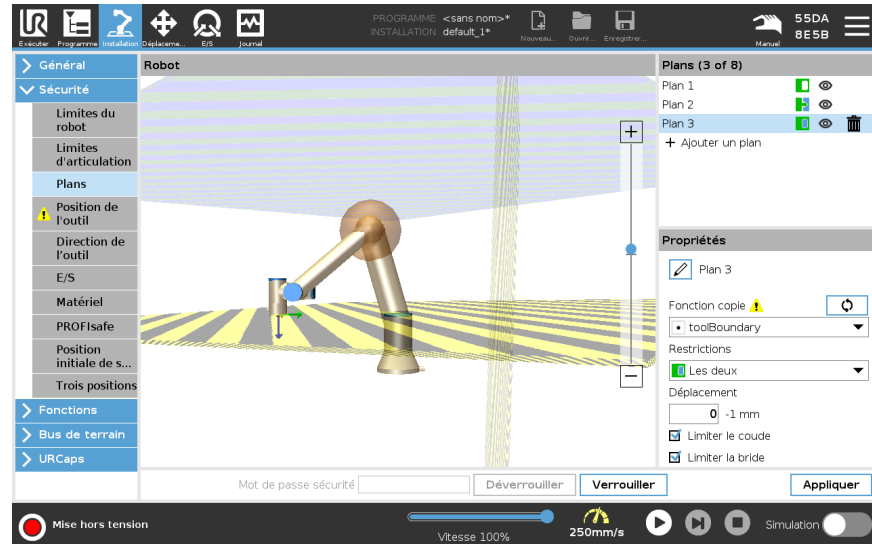 PROGRAMME <sans nom>*
INSTALLATION default_1*
Exécuter
Programme
Installation
Déplaceme...
E/S
Journal
Nouveau...
Ouvrir...
Enregistrer...
Manuel
55DA
8E5B
Général
Sécurité
Limites du
robot
Limites
d'articulation
Plans
Position de
l'outil
Direction de
l'outil
E/S
Matériel
PROFIsafe
Position
initiale de s...
Trois positions
Fonctions
Bus de terrain
URCaps
Robot
Plans (3 of 8)
Plan 1
Plan 2
Plan 3
+ Ajouter un plan
Propriétés
Plan 3
Fonction copie
toolBoundary
Restrictions
Les deux
Déplacement
0 -1 mm
Limiter le coude
Limiter la bride
Mot de passe sécurité
Déverrouiller
Verrouiller
Appliquer
Mise hors tension
Vitesse 100%
250mm/s
Simulation